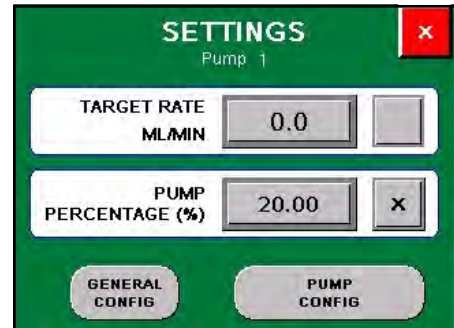 SETTINGS
×
Pump 1
TARGET RATE
ML/MIN
0.0
PUMP
PERCENTAGE (%)
20.00
×
GENERAL
CONFIG
PUMP
CONFIG